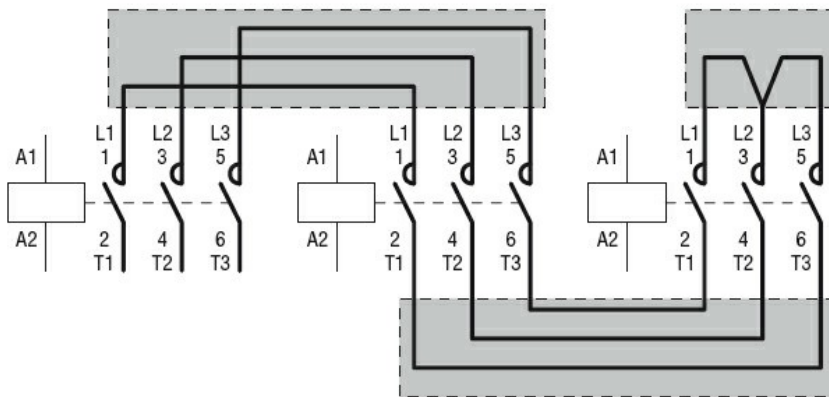 L1 L2 L3 L1 L2 L3 L1 L2 L3
A1 1 3 5 A1 1 3 5 A1 1 3 5
A2 2 4 6 A2 2 4 6 A2 2 4 6
T1 T2 T3 T1 T2 T3 T1 T2 T3